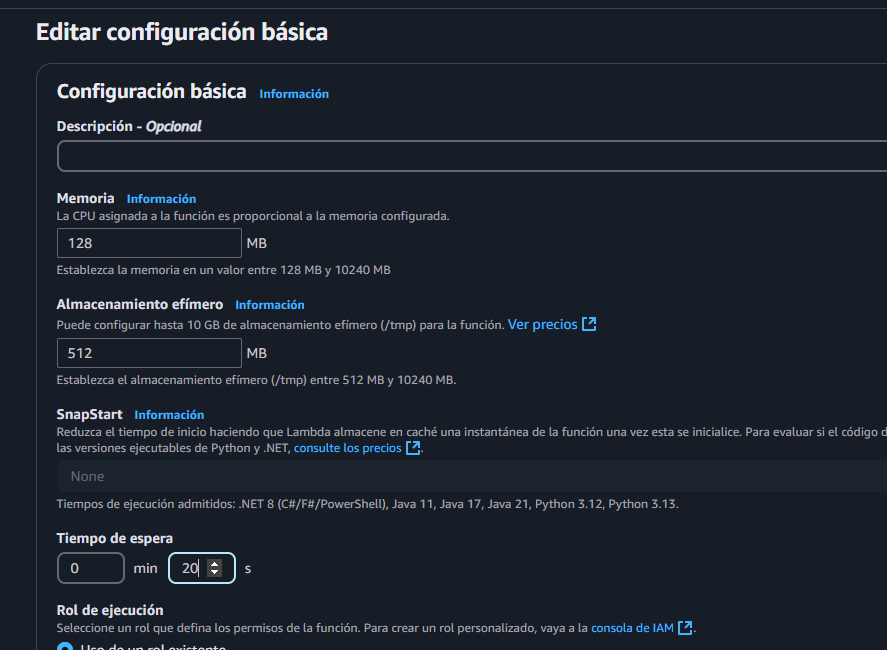 Editar configuración básica
Configuración básica Información
Descripción - Opcional
Memoria Información
La CPU asignada a la función es proporcional a la memoria configurada.
128 MB
Establezca la memoria en un valor entre 128 MB y 10240 MB
Almacenamiento efímero Información
Puede configurar hasta 10 GB de almacenamiento efímero (/tmp) para la función. Ver precios
512 MB
Establezca el almacenamiento efímero (/tmp) entre 512 MB y 10240 MB.
SnapStart Información
Reduzca el tiempo de inicio haciendo que Lambda almacene en caché una instantánea de la función una vez esta se inicialice. Para evaluar si el código
las versiones ejecutables de Python y .NET, consulte los precios.
None
Tiempos de ejecución admitidos: .NET 8 (C#/F#/PowerShell), Java 11, Java 17, Java 21, Python 3.12, Python 3.13.
Tiempo de espera
0 min 20 s
Rol de ejecución
Seleccione un rol que defina los permisos de la función. Para crear un rol personalizado, vaya a la consola de IAM.
Uso de un rol existente